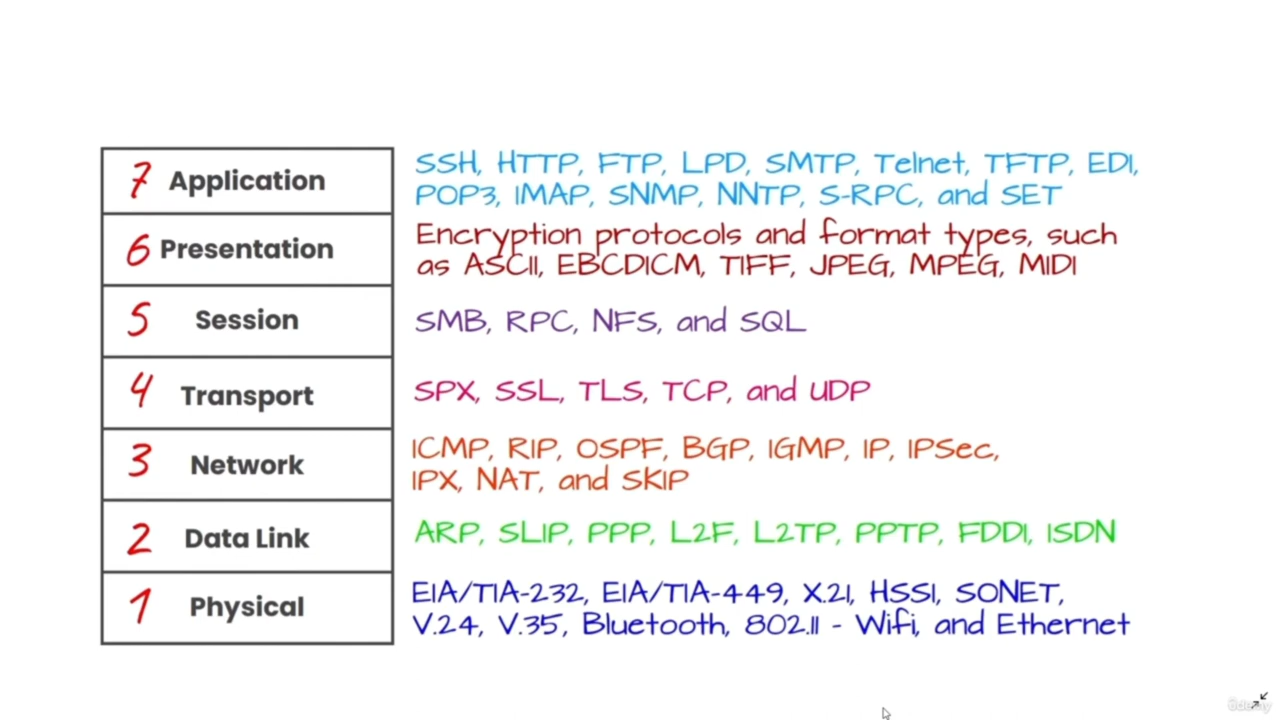 7 Application
SSH, HTTP, FTP, LPD, SMTP, Telnet, TFTP, EDI,
POP3, IMAP, SNMP, NNTP, S-RPC, and SET
6 Presentation
Encryption protocols and format types, such
as ASCII, EBCDICM, TIFF, JPEG, MPEG, MIDI
5 Session
SMB, RPC, NFS, and SQL
4 Transport
SPX, SSL, TLS, TCP, and UDP
3 Network
ICMP, RIP, OSPF, BGP, IGMP, IP, IPSec,
IPX, NAT, and SKIP
2 Data Link
ARP, SLIP, PPP, L2F, L2TP, PPTP, FDDI, ISDN
1 Physical
EIA/TIA-232, EIA/TIA-449, X.21, HSSI, SONET,
V.24, V.35, Bluetooth, 802.11 - Wifi, and Ethernet
ûdemy